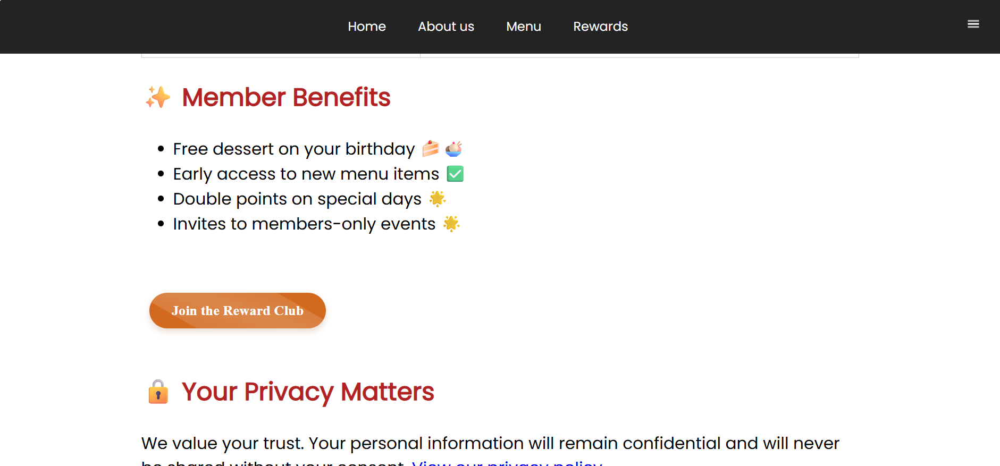 Home About us Menu Rewards
✨ Member Benefits
• Free dessert on your birthday 🍰 🍨
• Early access to new menu items ✅
• Double points on special days 🌟
• Invites to members-only events 🌟
Join the Reward Club
🔒 Your Privacy Matters
We value your trust. Your personal information will remain confidential and will never
be shared without your consent. View our privacy policy